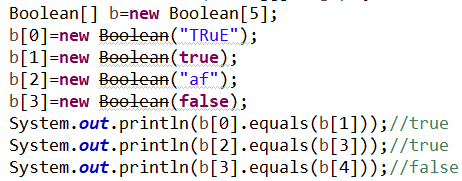 Boolean[] b=new Boolean[5];
b[0]=new Boolean("TRuE");
b[1]=new Boolean(true);
b[2]=new Boolean("af");
b[3]=new Boolean(false);
System.out.println(b[0].equals(b[1]));//true
System.out.println(b[2].equals(b[3]));//true
System.out.println(b[3].equals(b[4]));//false